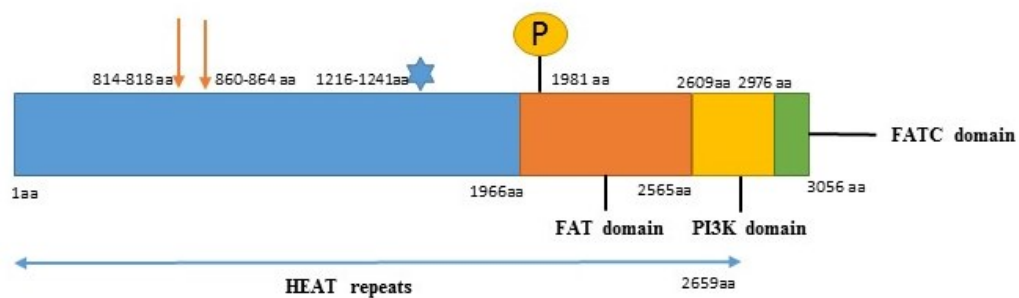 P
814-818 aa
860-864 aa
1216-1241aa
1981 aa
2609aa
2976 aa
FATC domain
1aa
1966aa
2565aa
3056 aa
FAT domain
PI3K domain
HEAT repeats
2659aa